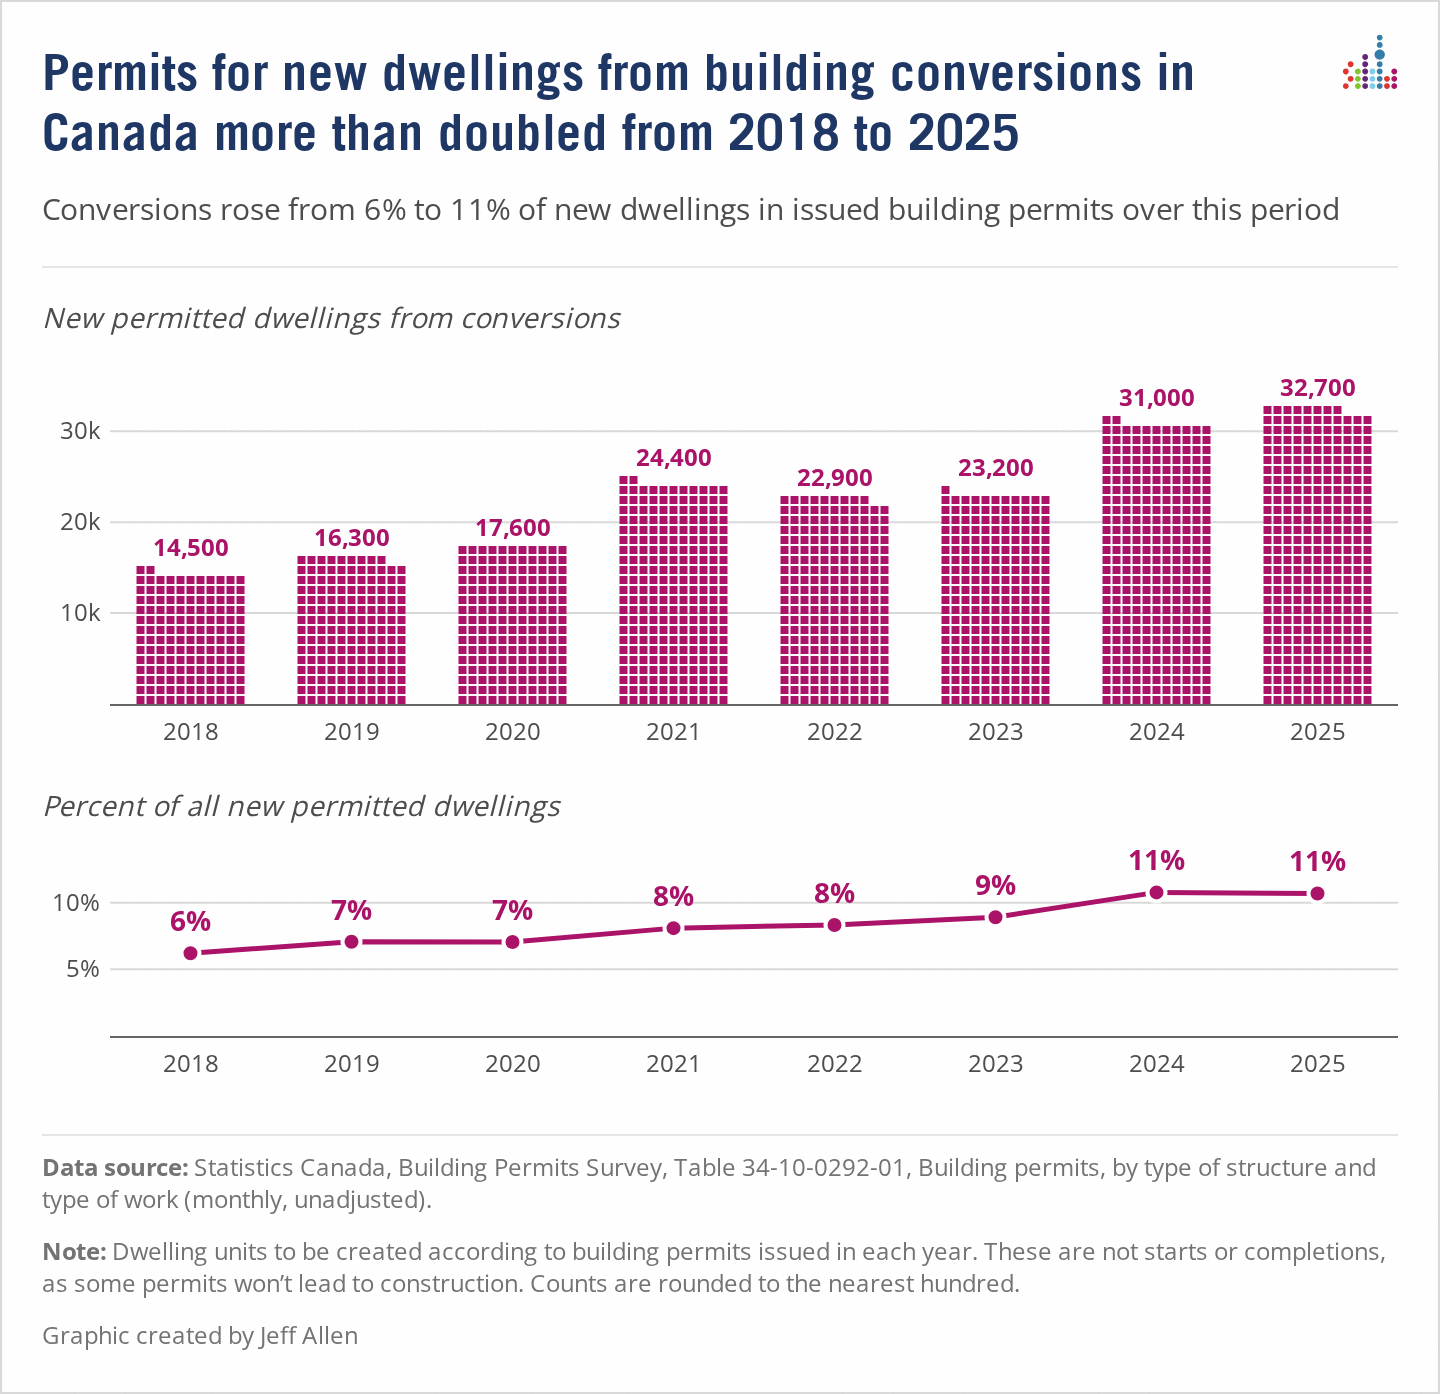 Permits for new dwellings from building conversions in
Canada more than doubled from 2018 to 2025
Conversions rose from 6% to 11% of new dwellings in issued building permits over this period
New permitted dwellings from conversions
30k
20k
10k
14,500
16,300
17,600
24,400
22,900
23,200
31,000
32,700
2018 2019 2020 2021 2022 2023 2024 2025
Percent of all new permitted dwellings
10%
5%
6%
7%
7%
8%
8%
9%
11%
11%
2018 2019 2020 2021 2022 2023 2024 2025
Data source: Statistics Canada, Building Permits Survey, Table 34-10-0292-01, Building permits, by type of structure and
type of work (monthly, unadjusted).
Note: Dwelling units to be created according to building permits issued in each year. These are not starts or completions,
as some permits won’t lead to construction. Counts are rounded to the nearest hundred.
Graphic created by Jeff Allen